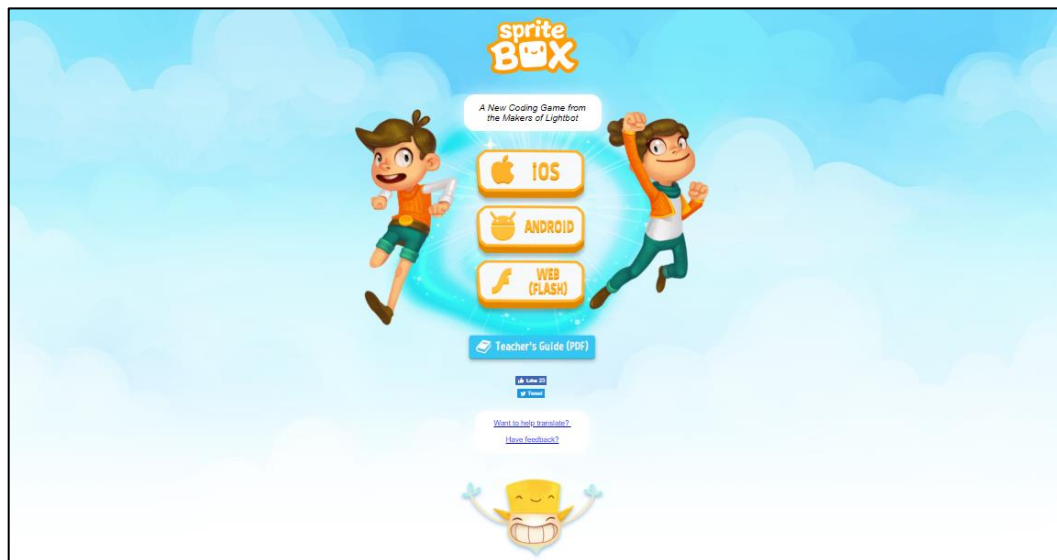 sprite
BOX
A New Coding Game from
the Makers of Lightbot
iOS
ANDROID
WEB
(FLASH)
Teacher's Guide (PDF)
Like 23
Tweet
Want to help translate?
Have feedback?